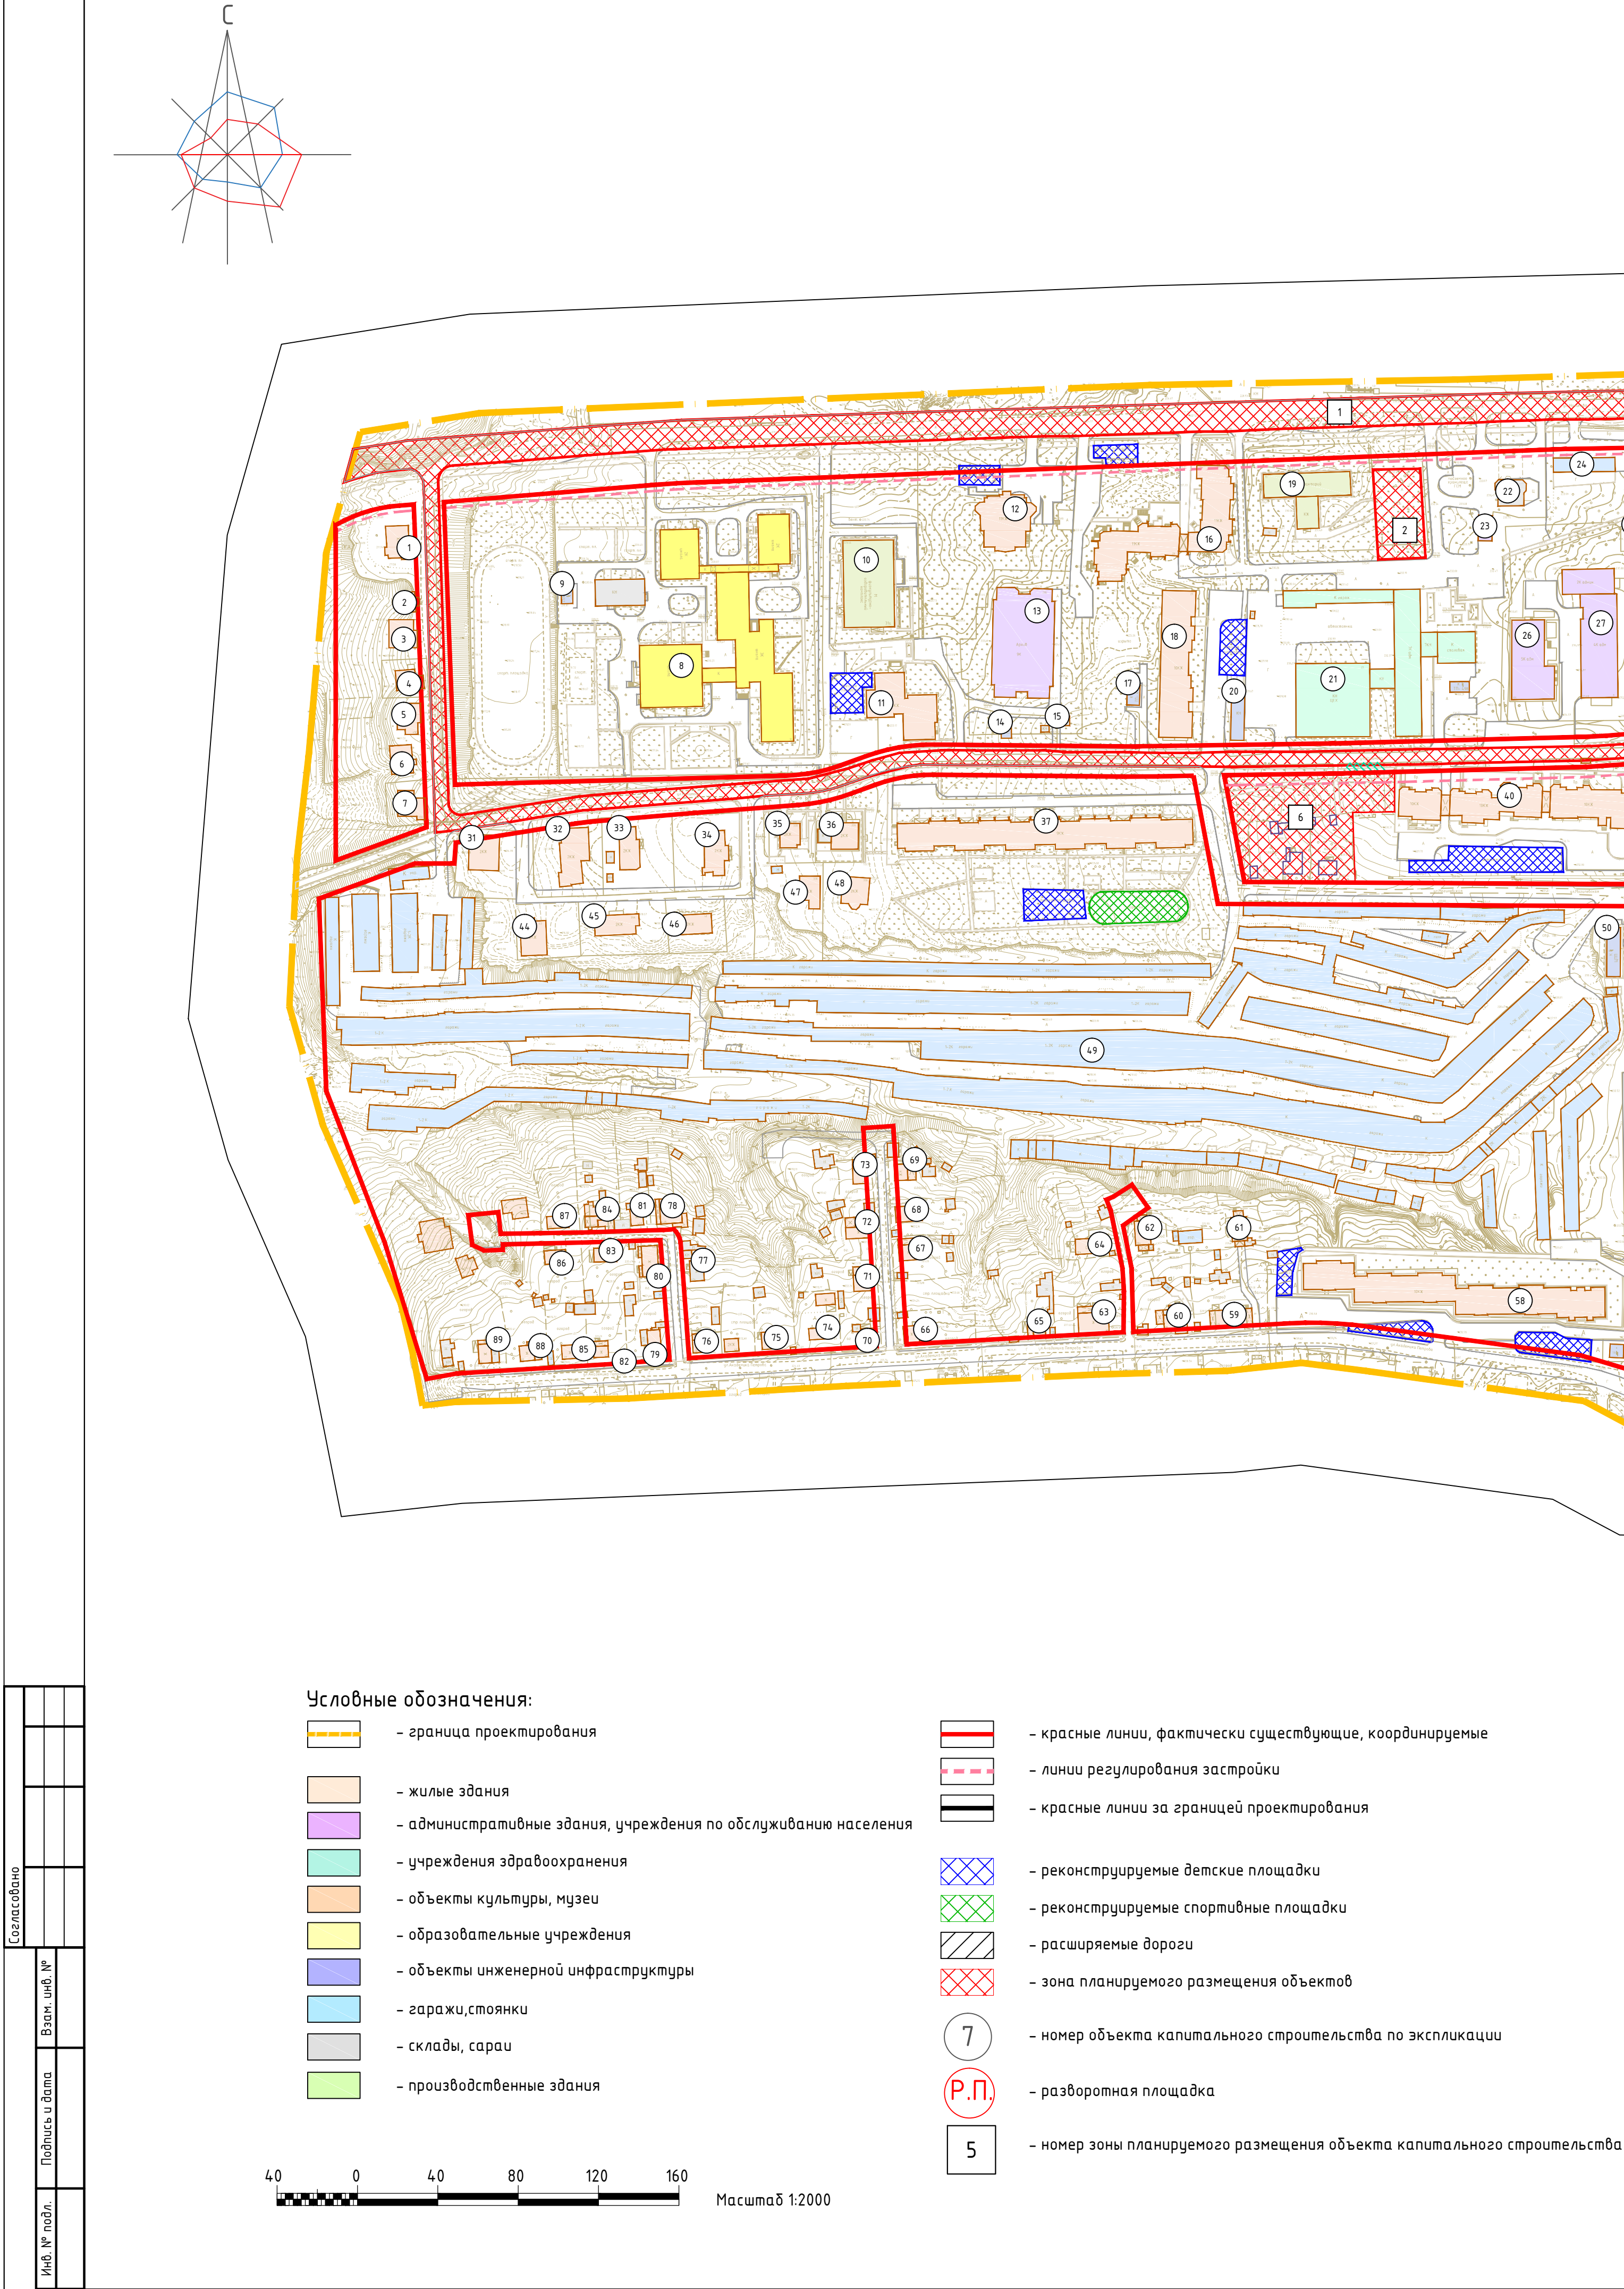 С
1
24
19
22
12
2
23
10
16
1
9
13
27
2
26
18
3
8
21
17
4
20
11
5
15
14
6
40
7
6
37
35
36
33
32
34
31
48
47
45
46
44
50
49
69
73
81
78
84
68
87
72
62
61
64
67
83
77
86
80
71
58
63
60
59
65
74
66
75
89
76
70
88
85
79
82
Условные обозначения:
– граница проектирования
– жилые здания
– административные здания, учреждения по обслуживанию населения
– учреждения здравоохранения
– объекты культуры, музеи
– образовательные учреждения
– объекты инженерной инфраструктуры
– гаражи,стоянки
– склады, сараи
– производственные здания
– красные линии, фактически существующие, координируемые
– линии регулирования застройки
– красные линии за границей проектирования
– реконструируемые детские площадки
– реконструируемые спортивные площадки
– расширяемые дороги
– зона планируемого размещения объектов
7 – номер объекта капитального строительства по экспликации
Р.П. – разворотная площадка
5 – номер зоны планируемого размещения объекта капитального строительства
40 0 40 80 120 160
Масштаб 1:2000
Согласовано
Взам. инв. №
Подпись и дата
Инв. № подл.